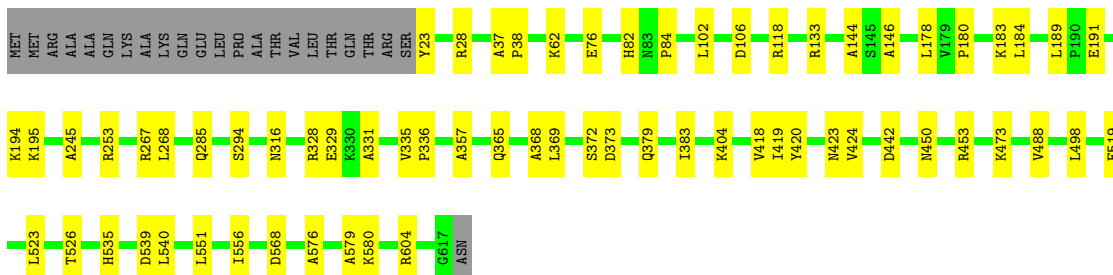 MET MET ARG ALA ALA GLN LYS ALA LYS GLN GLU LEU PRO ALA THR VAL LEU THR GLN THR ARG SER Y23 R28 A37 P38 K62 E76 H82 N83 P84 L102 D106 R118 R133 A144 S145 A146 L178 V179 P180 K183 L184 L189 P190 E191
K194 K195 A245 R253 R267 L268 Q285 S294 N316 R328 E329 K330 A331 V335 P336 A357 Q365 A368 L369 S372 D373 Q379 I383 K404 V418 I419 Y420 N423 V424 D442 N450 R453 K473 V488 L498
L523 T526 H535 D539 L540 L551 I556 D568 A576 A579 K580 R604 G617 ASN